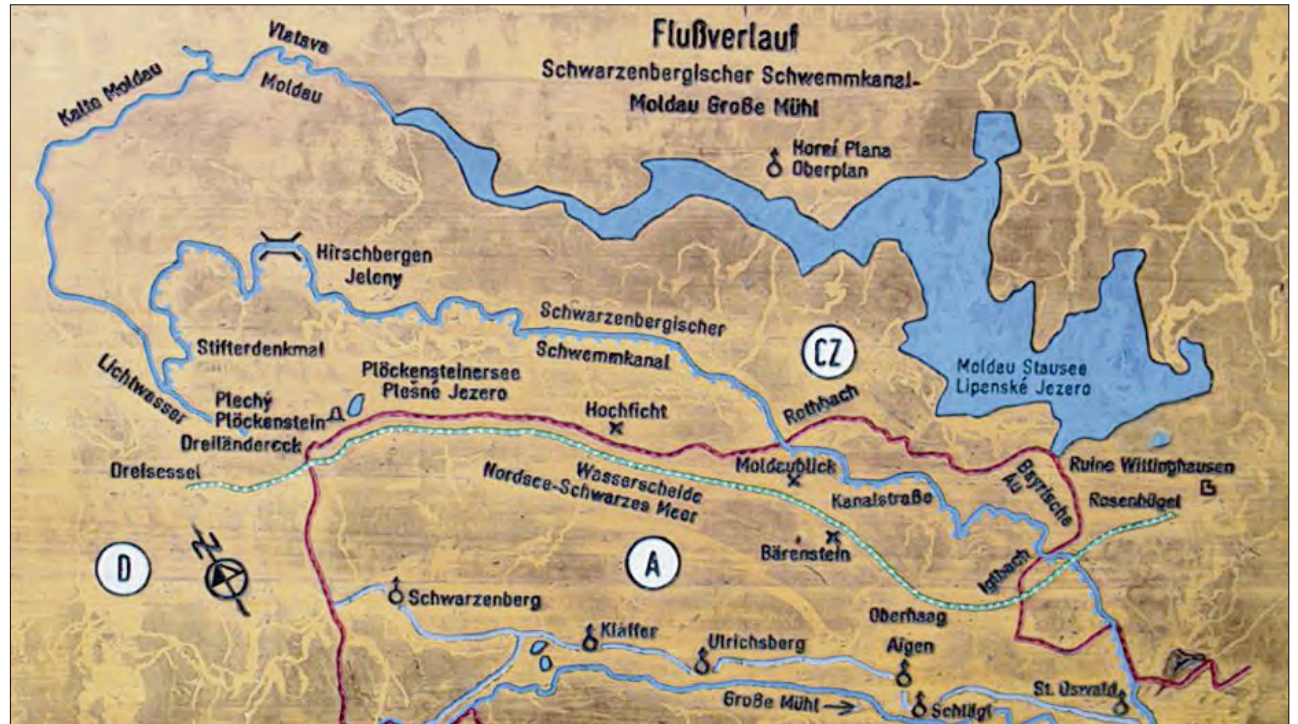 Flußverlauf
Schwarzenbergischer Schwemmkanal-
Moldau Große Mühl
Vlatava
Moldau
Kalte Moldau
Horeí Plana
Oberplan
Hirschbergen
Jeleny
Schwarzenbergischer
Schwemmkanal
CZ
Moldau Stausee
Lipenské Jezero
Stifterdenkmal
Lichtwasser
Plöckensteinersee
Plešné Jezero
Plechý
Plöckenstein
Hochficht
Rothbach
Dreiländereck
Dreisessel
Moldaublick
Wasserscheide
Nordsee-Schwarzes Meer
Kanalstraße
Bayrische
Au
Ruine Wittinghausen
Rosenhügel
Bärenstein
Iglbach
D
N
A
Schwarzenberg
Oberhaag
Klaffer
Ulrichsberg
Aigen
Große Mühl
Schlägl
St. Oswald